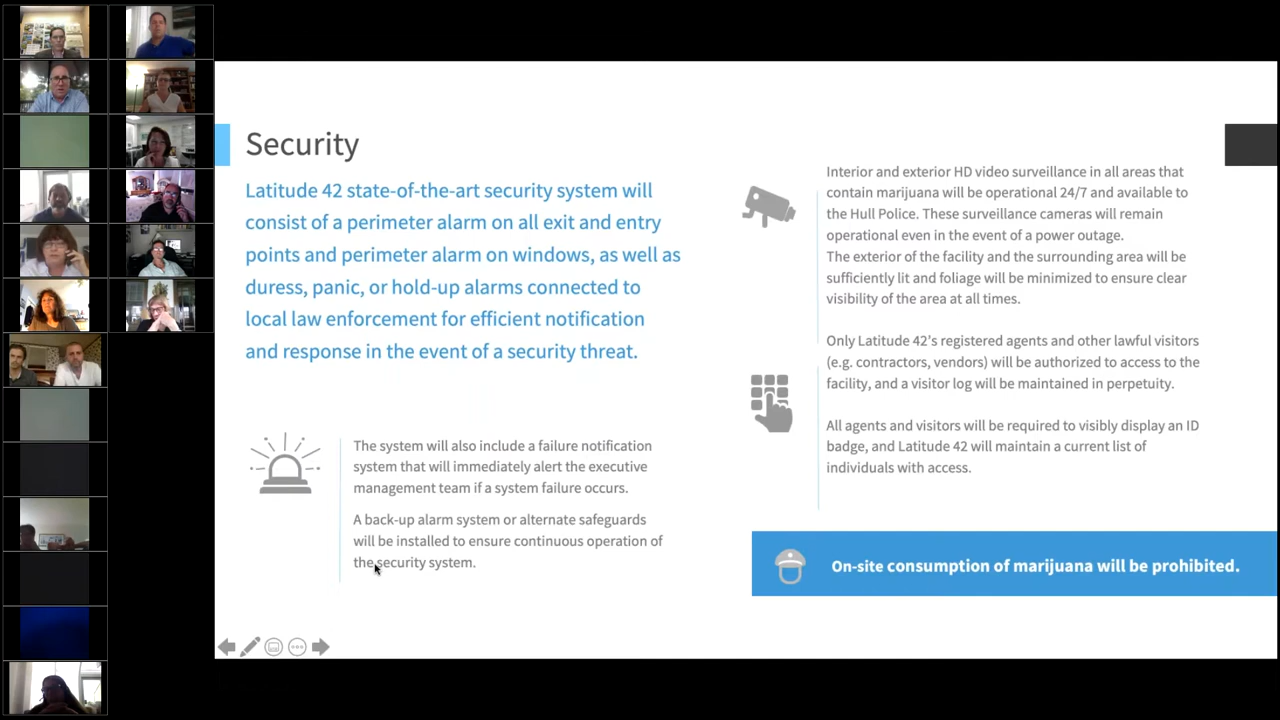 Security
Latitude 42 state-of-the-art security system will
consist of a perimeter alarm on all exit and entry
points and perimeter alarm on windows, as well as
duress, panic, or hold-up alarms connected to
local law enforcement for efficient notification
and response in the event of a security threat.
The system will also include a failure notification
system that will immediately alert the executive
management team if a system failure occurs.
A back-up alarm system or alternate safeguards
will be installed to ensure continuous operation of
the security system.
Interior and exterior HD video surveillance in all areas that
contain marijuana will be operational 24/7 and available to
the Hull Police. These surveillance cameras will remain
operational even in the event of a power outage.
The exterior of the facility and the surrounding area will be
sufficiently lit and foliage will be minimized to ensure clear
visibility of the area at all times.
Only Latitude 42's registered agents and other lawful visitors
(e.g. contractors, vendors) will be authorized to access to the
facility, and a visitor log will be maintained in perpetuity.
All agents and visitors will be required to visibly display an ID
badge, and Latitude 42 will maintain a current list of
individuals with access.
On-site consumption of marijuana will be prohibited.